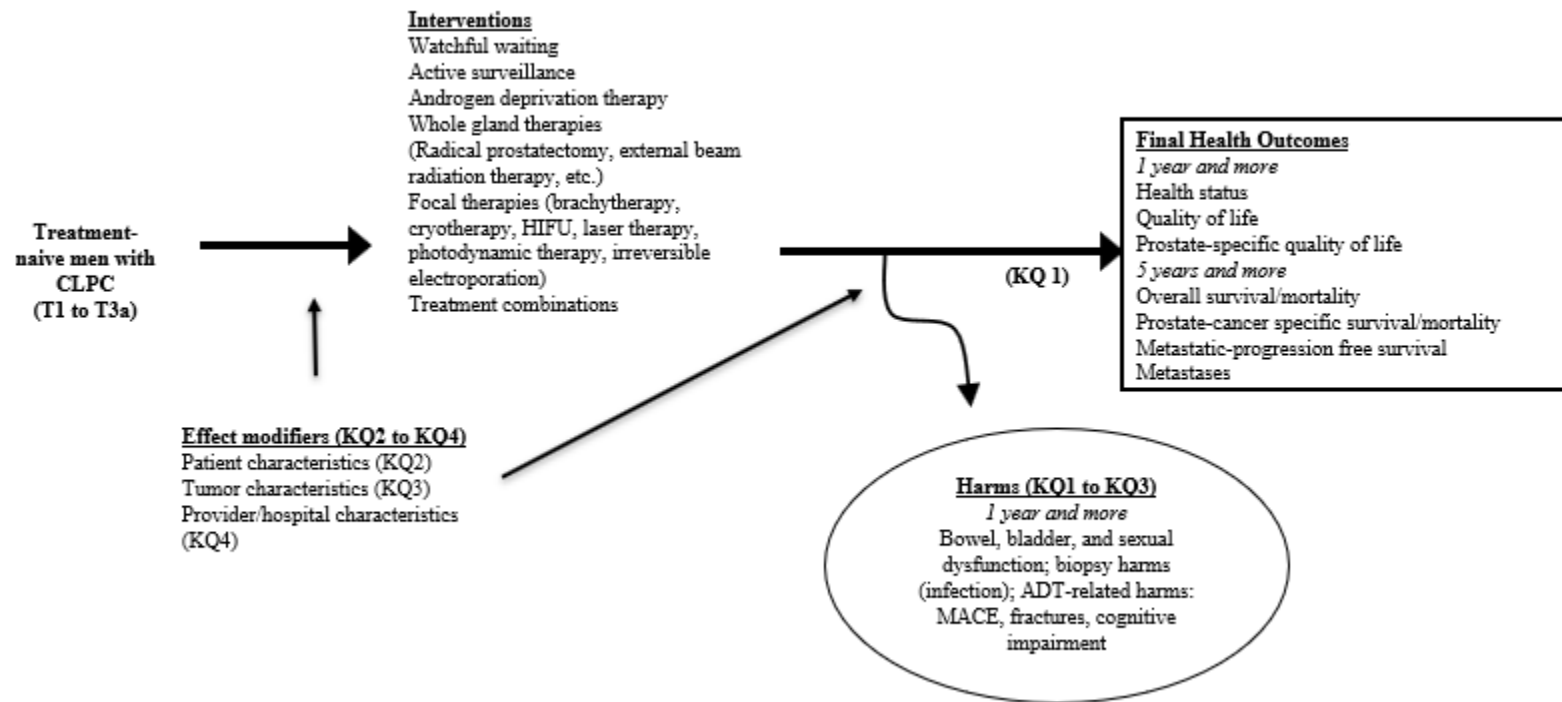 Interventions
Watchful waiting
Active surveillance
Androgen deprivation therapy
Whole gland therapies
(Radical prostatectomy, external beam
radiation therapy, etc.)
Focal therapies (brachytherapy,
cryotherapy, HIFU, laser therapy,
photodynamic therapy, irreversible
electroporation)
Treatment combinations
Treatment-
naive men with
CLPC
(T1 to T3a)
(KQ 1)
Final Health Outcomes
1 year and more
Health status
Quality of life
Prostate-specific quality of life
5 years and more
Overall survival/mortality
Prostate-cancer specific survival/mortality
Metastatic-progression free survival
Metastases
Effect modifiers (KQ2 to KQ4)
Patient characteristics (KQ2)
Tumor characteristics (KQ3)
Provider/hospital characteristics
(KQ4)
Harms (KQ1 to KQ3)
1 year and more
Bowel, bladder, and sexual
dysfunction; biopsy harms
(infection); ADT-related harms:
MACE, fractures, cognitive
impairment